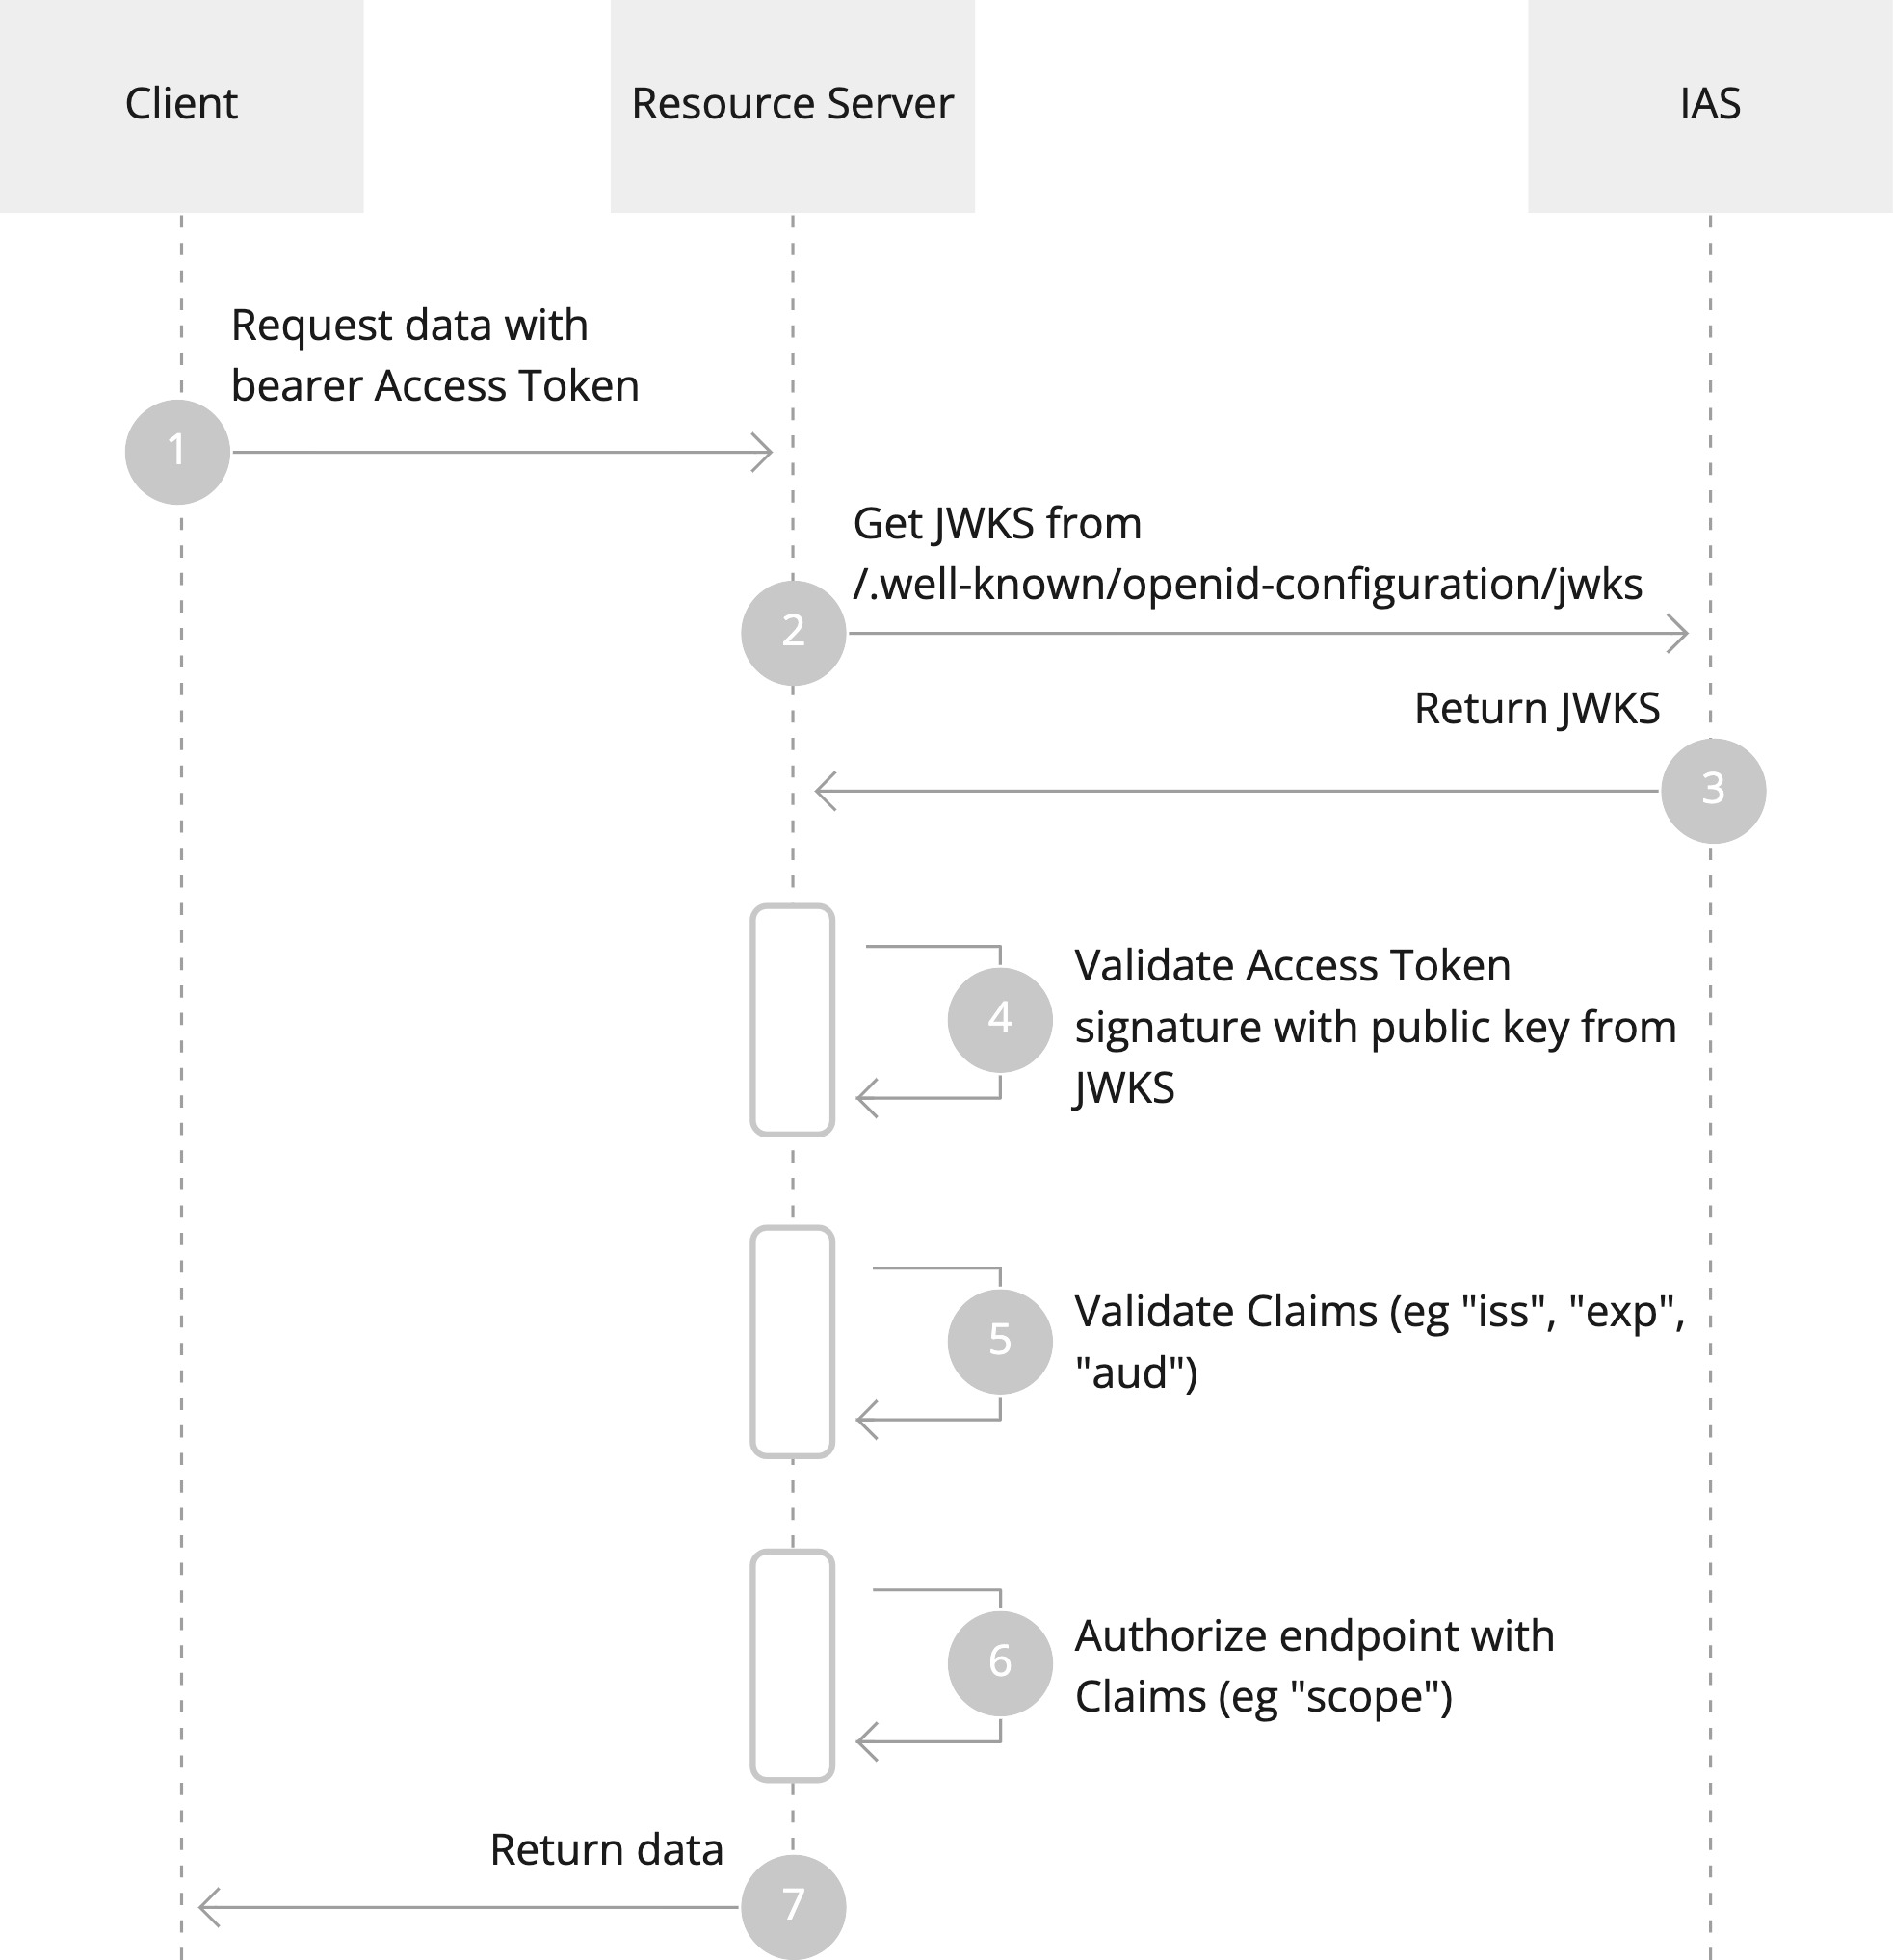 Client
Resource Server
IAS
Request data with
bearer Access Token
1
Get JWKS from
/.well-known/openid-configuration/jwks
2
Return JWKS
3
Validate Access Token
signature with public key from
JWKS
4
Validate Claims (eg "iss", "exp",
"aud")
5
Authorize endpoint with
Claims (eg "scope")
6
Return data
7